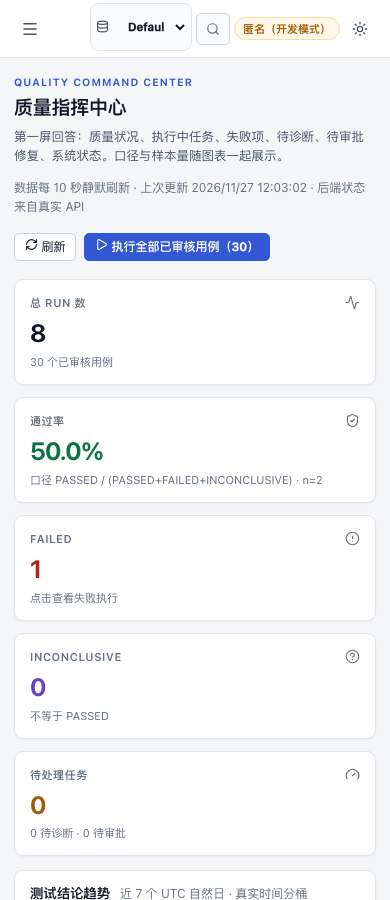 Defaul
匿名（开发模式）
QUALITY COMMAND CENTER
质量指挥中心
第一屏回答：质量状况、执行中任务、失败项、待诊断、待审批
修复、系统状态。口径与样本量随图表一起展示。
数据每 10 秒静默刷新 · 上次更新 2026/11/27 12:03:02 · 后端状态
来自真实 API
刷新
执行全部已审核用例（30）
总 RUN 数
8
30 个已审核用例
通过率
50.0%
口径 PASSED / (PASSED+FAILED+INCONCLUSIVE) · n=2
FAILED
1
点击查看失败执行
INCONCLUSIVE
0
不等于 PASSED
待处理任务
0
0 待诊断 · 0 待审批
测试结论趋势 近 7 个 UTC 自然日 · 真实时间分桶